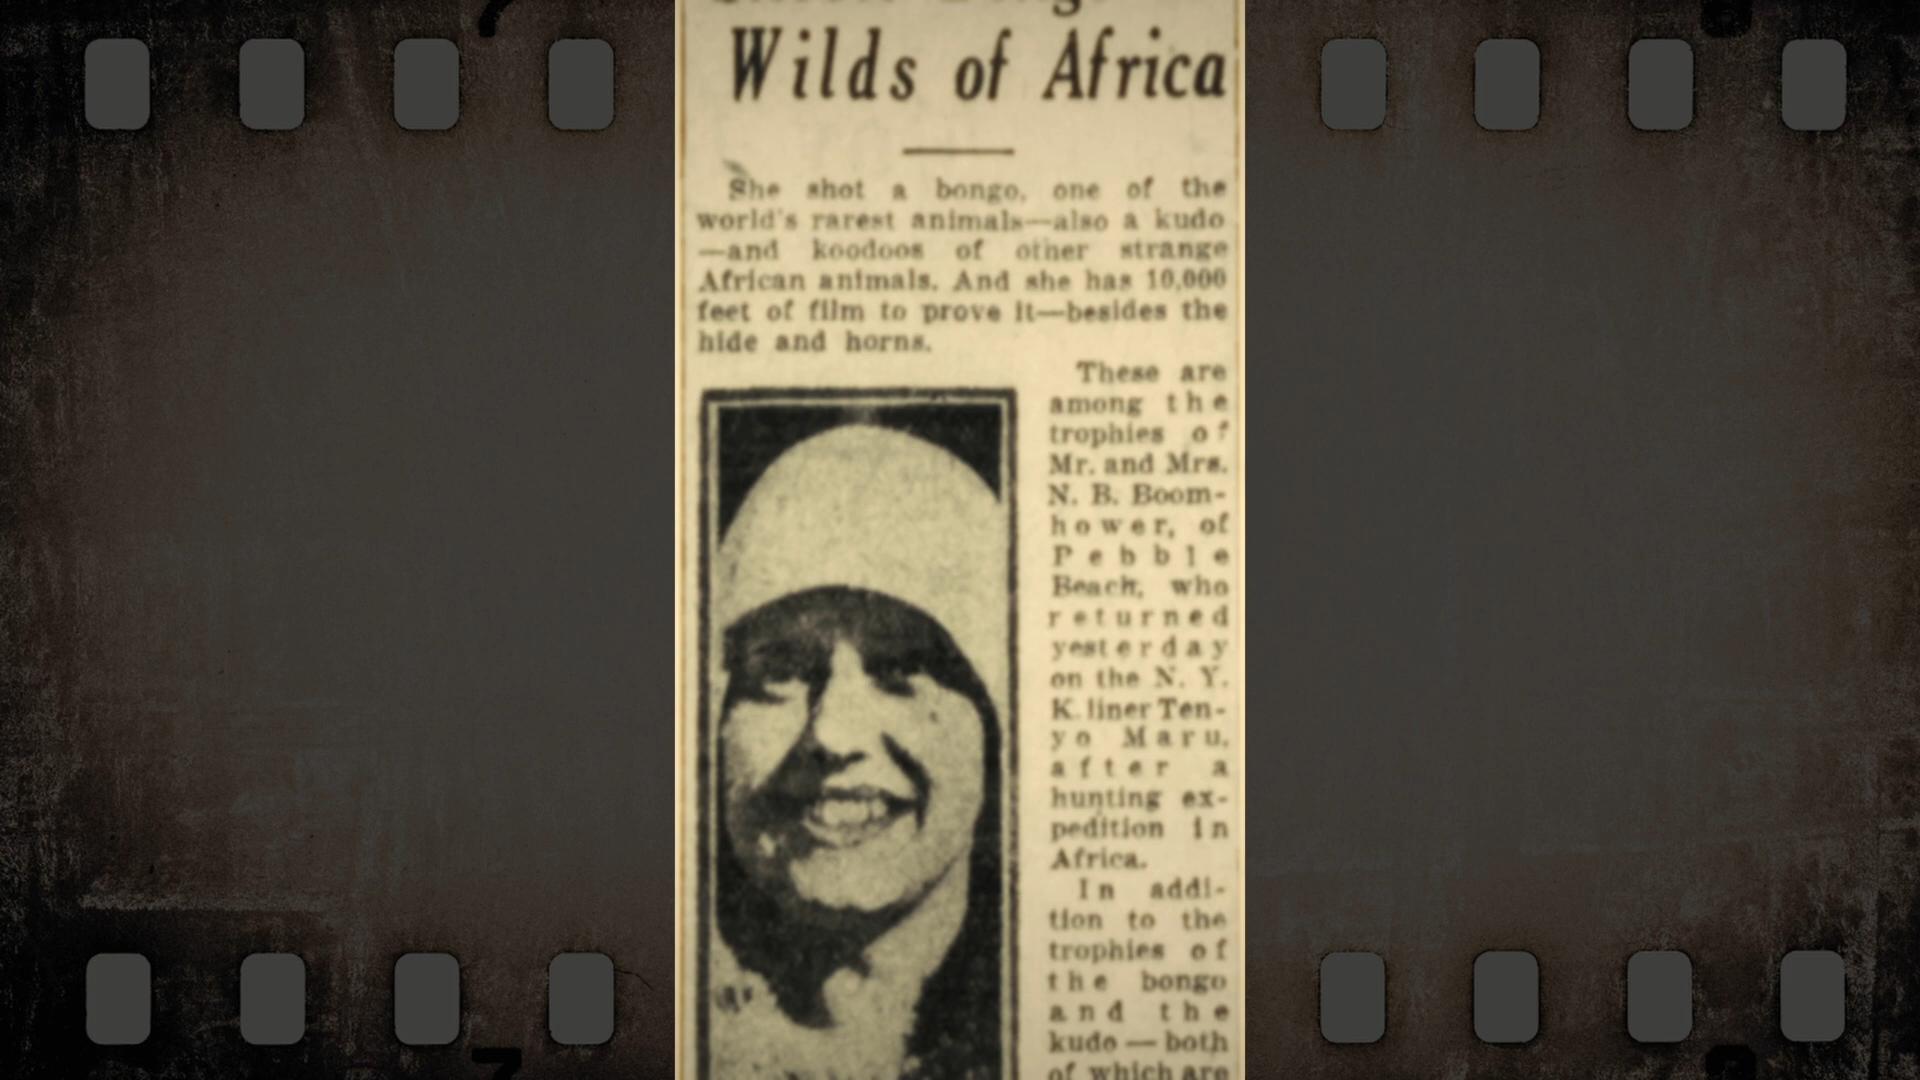 Wilds of Africa
She shot a bongo, one of the
world's rarest animals—also a kudo
—and koodoos of other strange
African animals. And she has 10,000
feet of film to prove it—besides the
hide and horns.
These are
among the
trophies of
Mr. and Mrs.
N. B. Boom-
hower, of
Pebble
Beach, who
returned
yesterday
on the N. Y.
K. liner Ten-
yo Maru,
after a
hunting ex-
pedition in
Africa.
In addi-
tion to the
trophies of
the bongo
and the
kudo — both
of which are